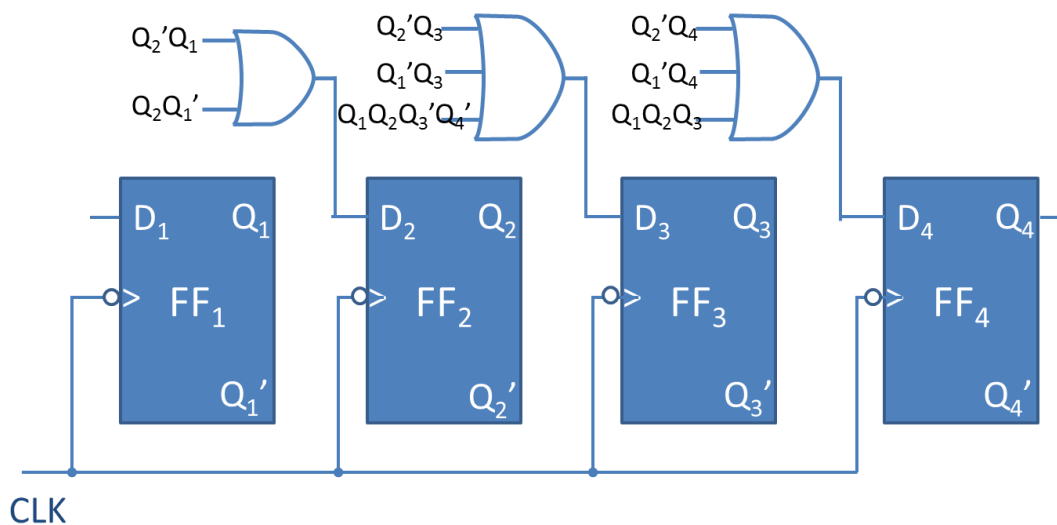 Q₂’Q₁
Q₂Q₁’
Q₂’Q₃
Q₁’Q₃
Q₁Q₂Q₃’Q₄’
Q₂’Q₄
Q₁’Q₄
Q₁Q₂Q₃
D₁ Q₁
FF₁
Q₁’
D₂ Q₂
FF₂
Q₂’
D₃ Q₃
FF₃
Q₃’
D₄ Q₄
FF₄
Q₄’
CLK